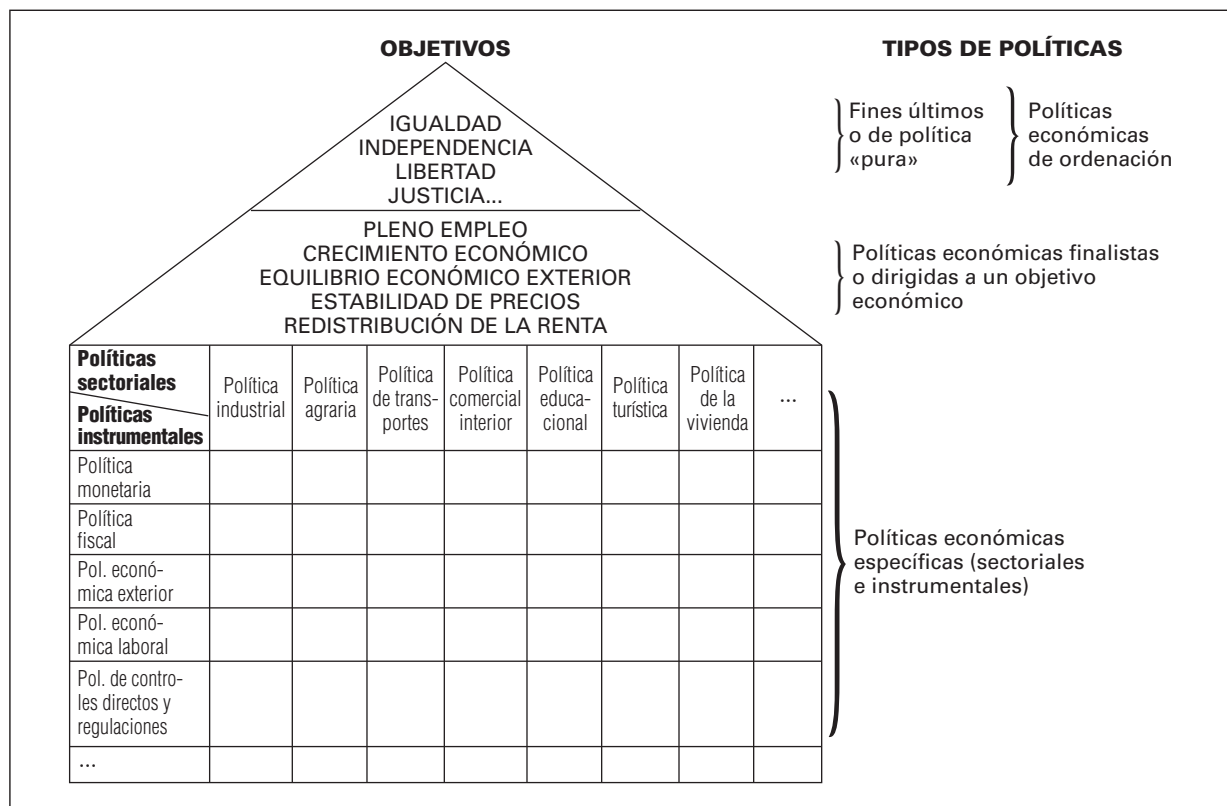 OBJETIVOS
TIPOS DE POLÍTICAS
IGUALDAD
INDEPENDENCIA
LIBERTAD
JUSTICIA...
Fines últimos
o de política
«pura»
Políticas
económicas
de ordenación
PLENO EMPLEO
CRECIMIENTO ECONÓMICO
EQUILIBRIO ECONÓMICO EXTERIOR
ESTABILIDAD DE PRECIOS
REDISTRIBUCIÓN DE LA RENTA
Políticas económicas finalistas
o dirigidas a un objetivo
económico
Políticas
sectoriales
Políticas
instrumentales
Política
industrial
Política
agraria
Política
de trans-
portes
Política
comercial
interior
Política
educa-
cional
Política
turística
Política
de la
vivienda
...
Política
monetaria
Política
fiscal
Pol. econó-
mica exterior
Pol. econó-
mica laboral
Pol. de contro-
les directos y
regulaciones
...
Políticas económicas
específicas (sectoriales
e instrumentales)